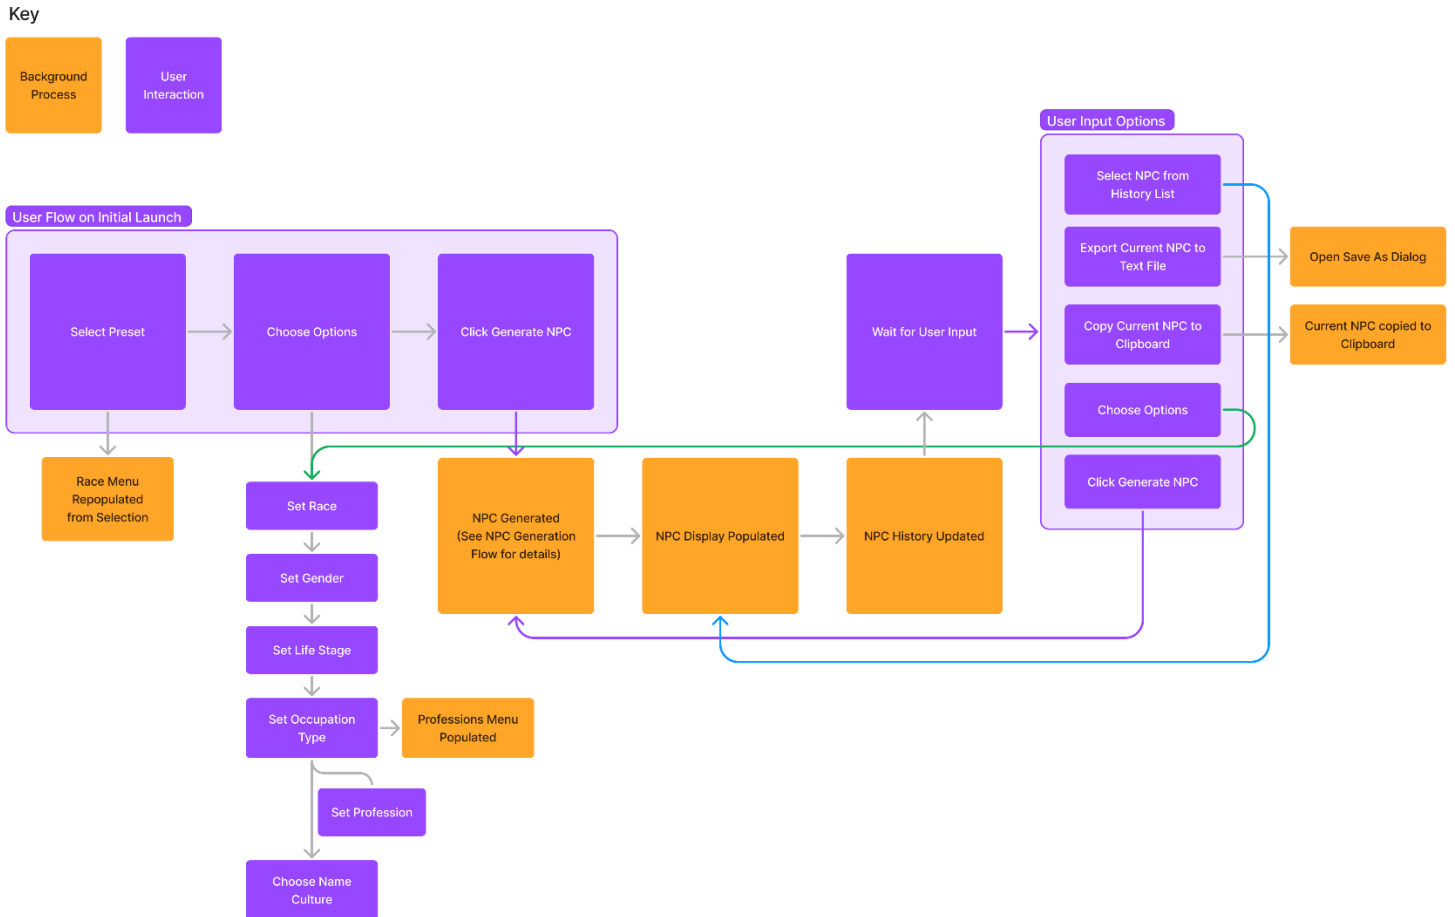 Key
Background
Process
User
Interaction
User Input Options
Select NPC from
History List
User Flow on Initial Launch
Export Current NPC to
Text File
Open Save As Dialog
Select Preset
Choose Options
Click Generate NPC
Wait for User Input
Copy Current NPC to
Clipboard
Current NPC copied to
Clipboard
Choose Options
Click Generate NPC
Race Menu
Repopulated
from Selection
Set Race
NPC Generated
(See NPC Generation
Flow for details)
NPC Display Populated
NPC History Updated
Set Gender
Set Life Stage
Set Occupation
Type
Professions Menu
Populated
Set Profession
Choose Name
Culture